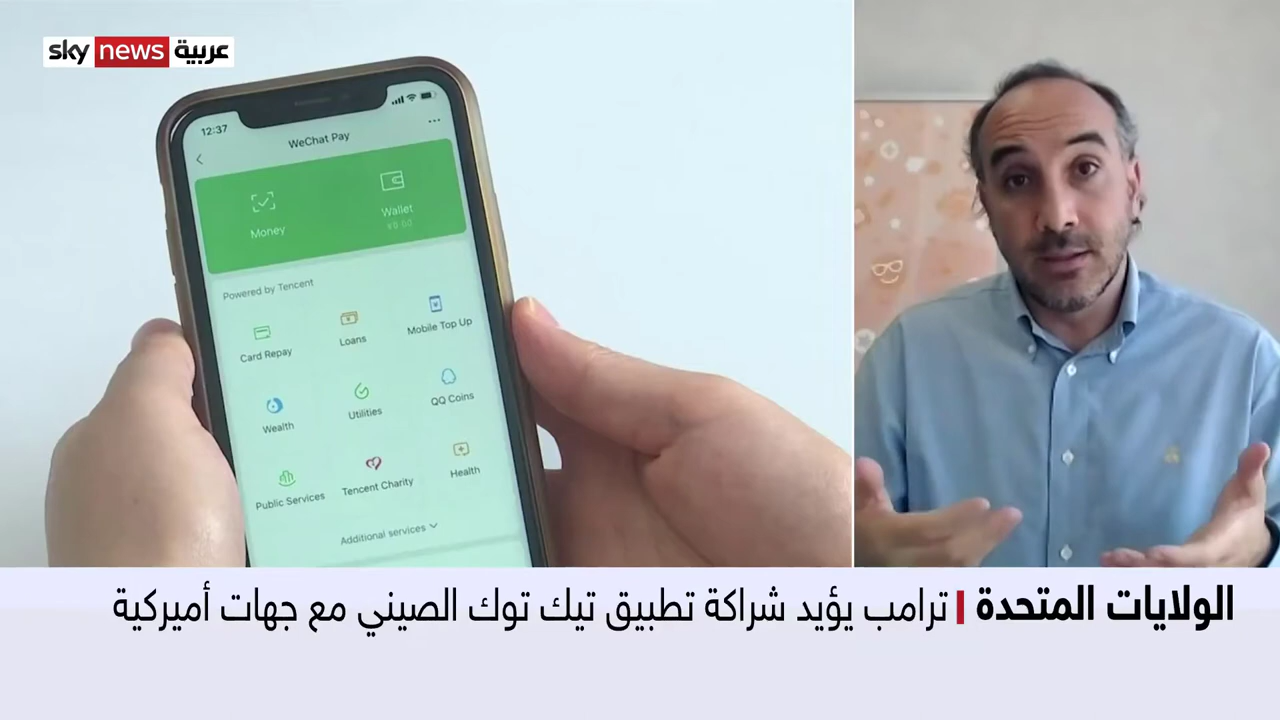 sky news عربية
12:37
WeChat Pay
Money
Wallet
Powered by Tencent
Card Repay
Loans
Mobile Top Up
Wealth
Utilities
QQ Coins
Public Services
Tencent Charity
Health
Additional services
الولايات المتحدة | ترامب يؤيد شراكة تطبيق تيك توك الصيني مع جهات أميركية